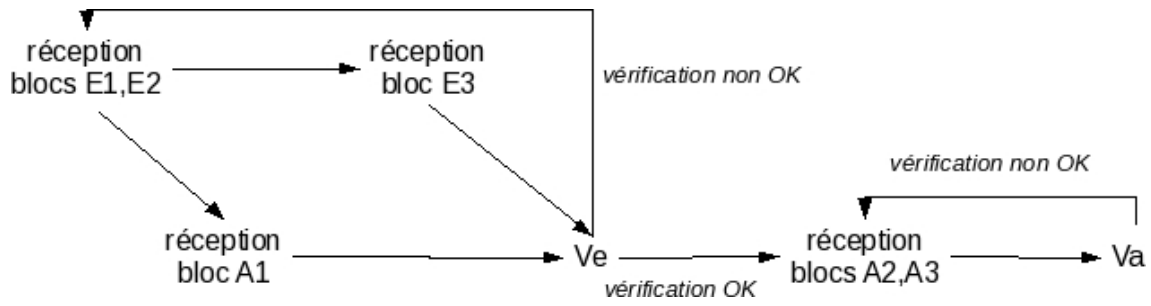 réception
blocs E1,E2
réception
bloc E3
vérification non OK
vérification non OK
réception
bloc A1
Ve
vérification OK
réception
blocs A2,A3
Va